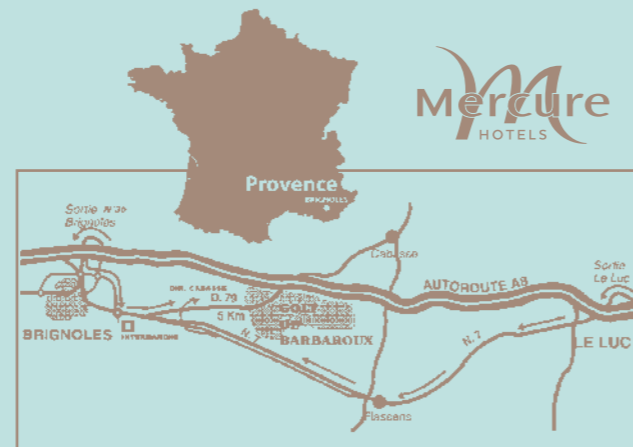 Mercure
HOTELS
Provence
BRIGNOLES
Sortie
Brignoles
Cabasse
Sortie
Le Luc
AUTOROUTE A8
DIR. CABASSE
D. 79
5 Km
GOLF
DE
BARBAROUX
BRIGNOLES
N. 7
N. 7
LE LUC
Flassans